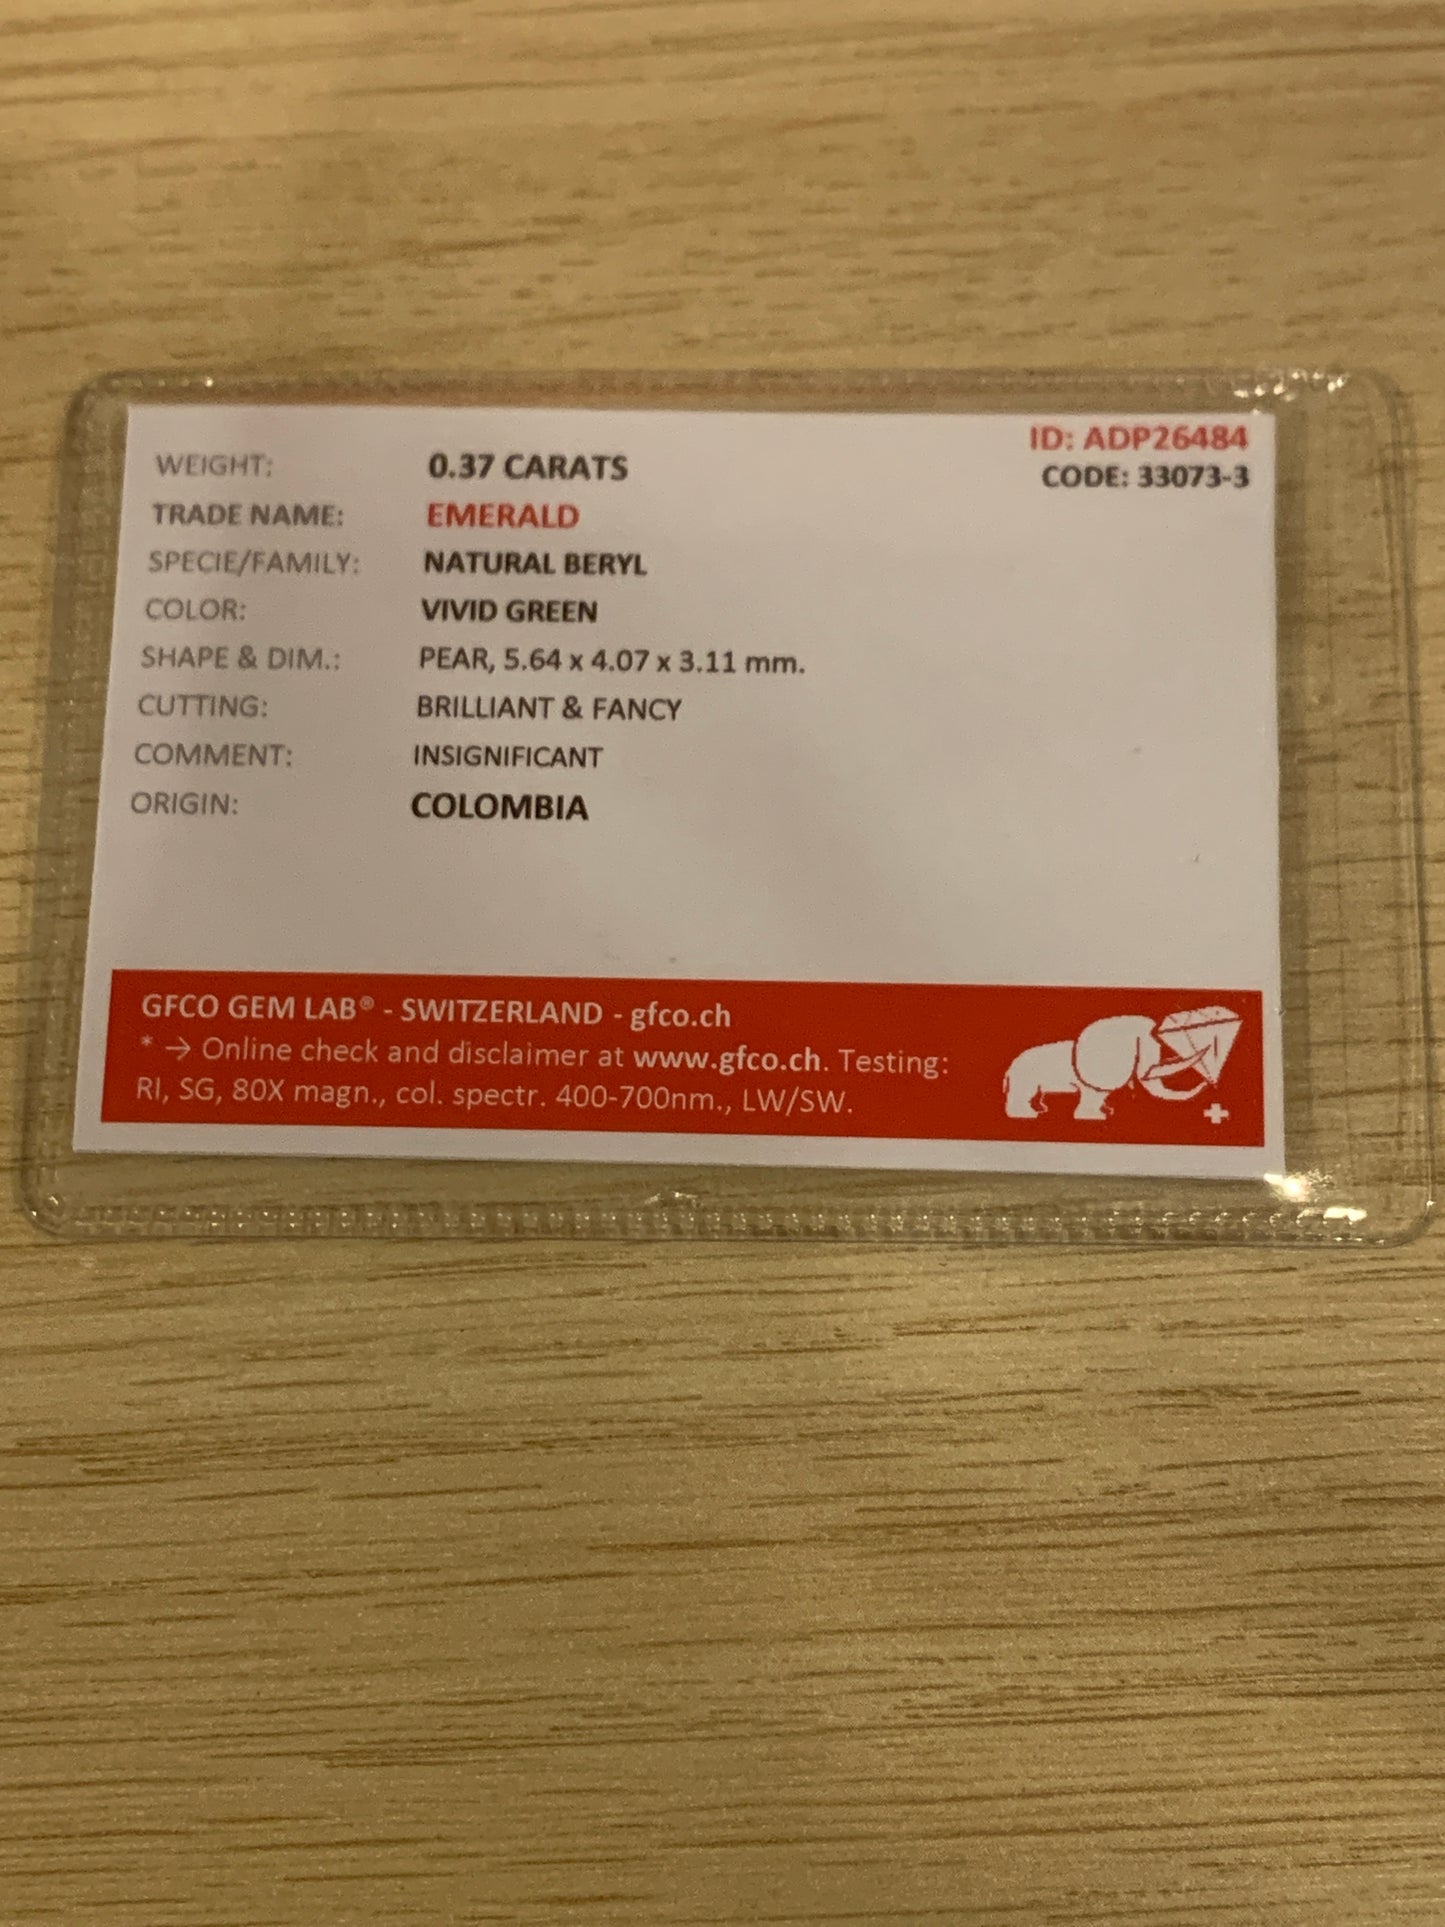 ID: ADP26484
CODE: 33073-3
WEIGHT: 0.37 CARATS
TRADE NAME: EMERALD
SPECIE/FAMILY: NATURAL BERYL
COLOR: VIVID GREEN
SHAPE & DIM.: PEAR, 5.64 x 4.07 x 3.11 mm.
CUTTING: BRILLIANT & FANCY
COMMENT: INSIGNIFICANT
ORIGIN: COLOMBIA
GFCO GEM LAB® - SWITZERLAND - gfco.ch
* → Online check and disclaimer at www.gfco.ch. Testing:
RI, SG, 80X magn., col. spectr. 400-700nm., LW/SW.